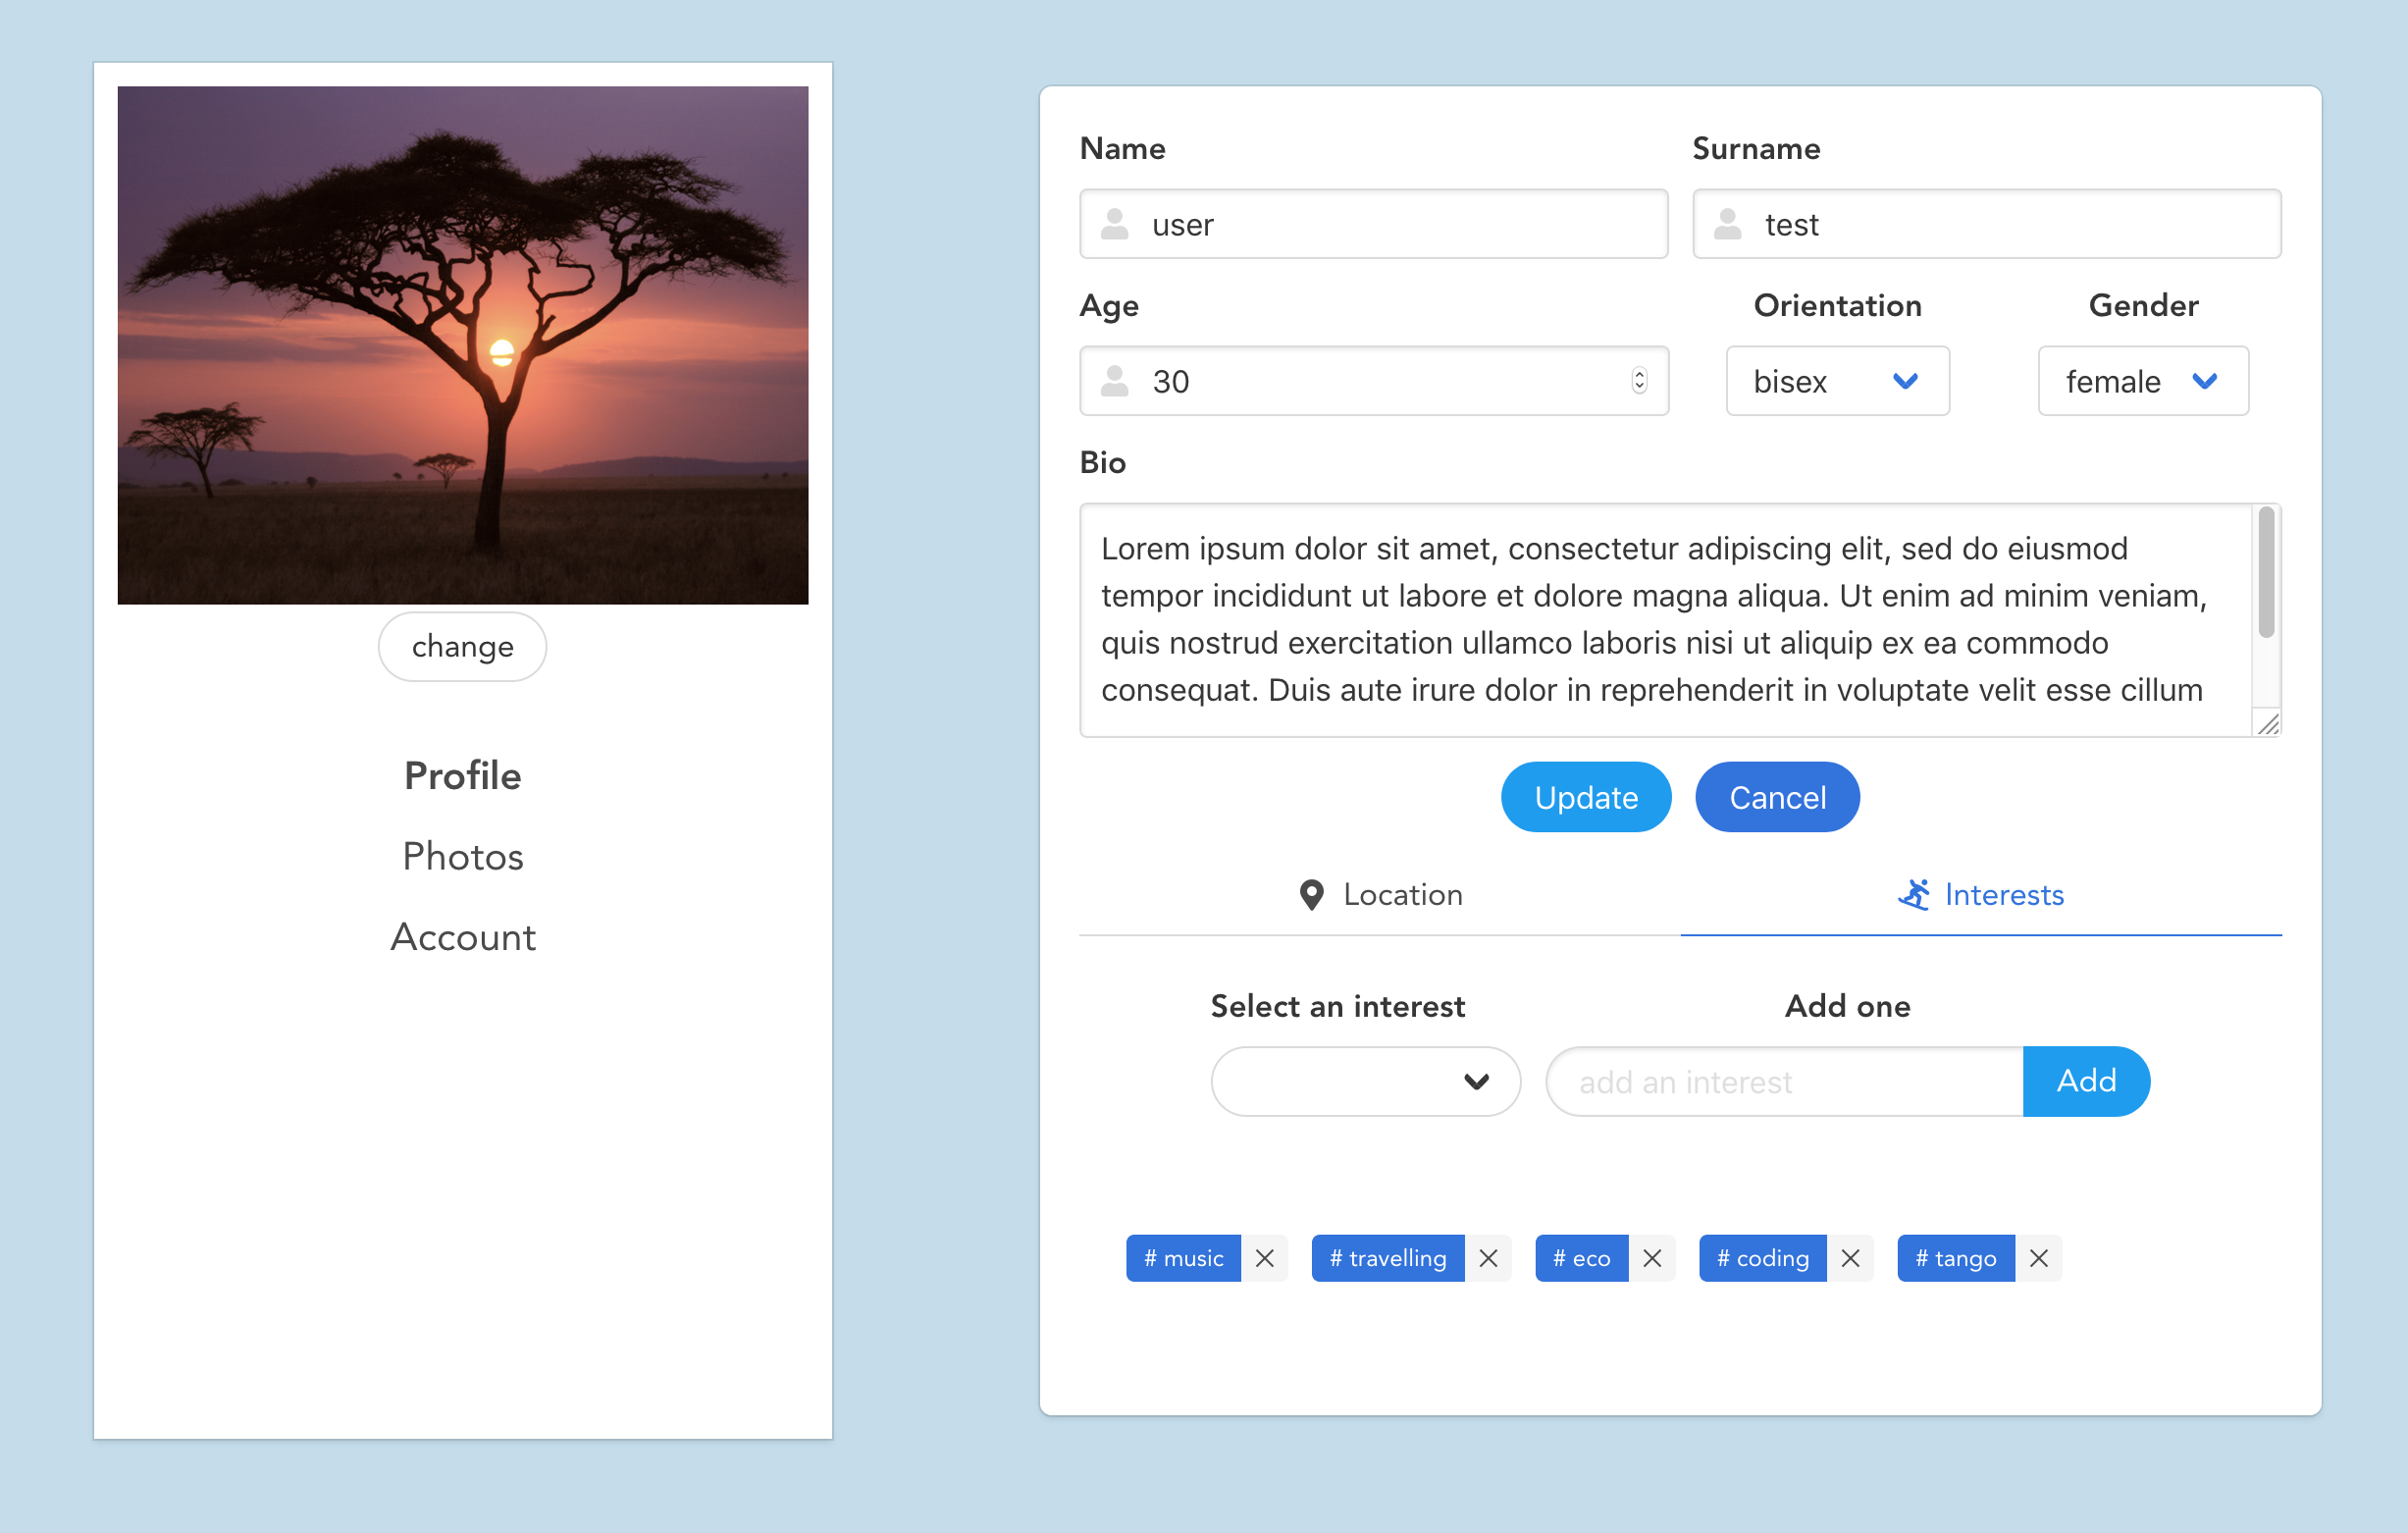 change
Profile
Photos
Account
Name
Surname
user
test
Age
Orientation
Gender
30
bisex
female
Bio
Lorem ipsum dolor sit amet, consectetur adipiscing elit, sed do eiusmod
tempor incididunt ut labore et dolore magna aliqua. Ut enim ad minim veniam,
quis nostrud exercitation ullamco laboris nisi ut aliquip ex ea commodo
consequat. Duis aute irure dolor in reprehenderit in voluptate velit esse cillum
Update
Cancel
Location
Interests
Select an interest
Add one
add an interest
Add
# music
# travelling
# eco
# coding
# tango